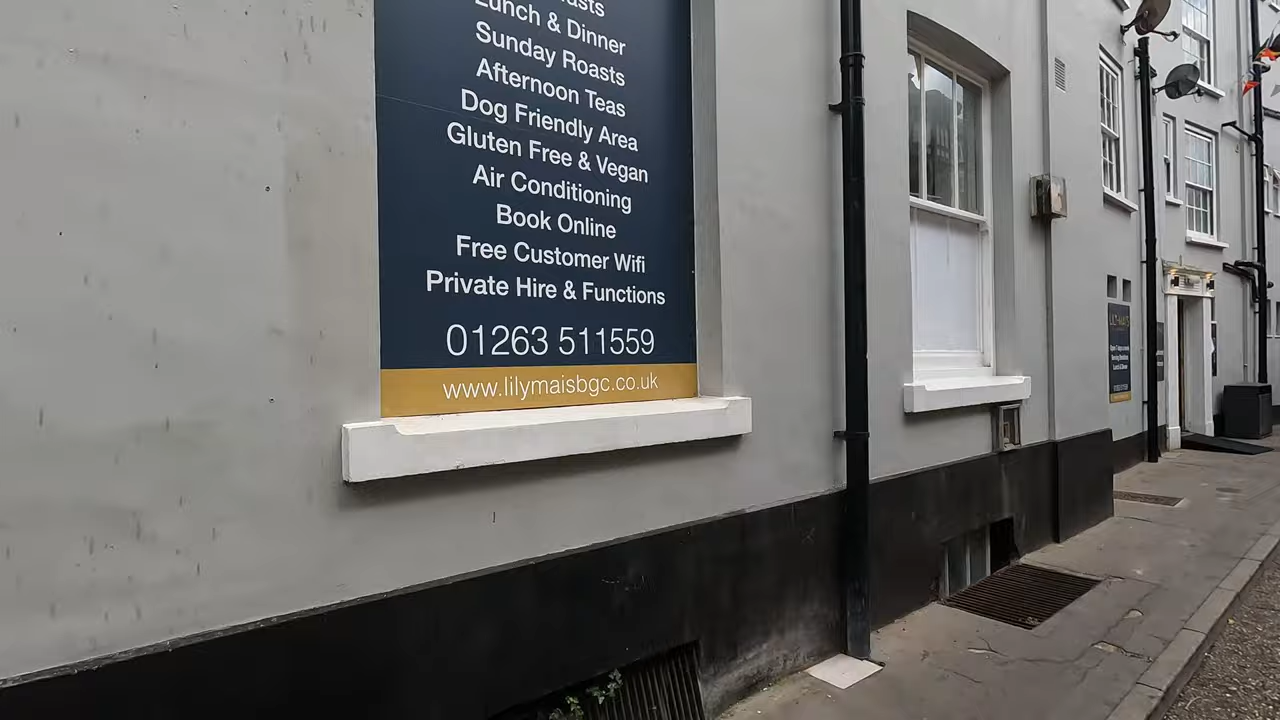 Lunch & Dinner
Sunday Roasts
Afternoon Teas
Dog Friendly Area
Gluten Free & Vegan
Air Conditioning
Book Online
Free Customer Wifi
Private Hire & Functions
01263 511559
www.lilymaisbgc.co.uk